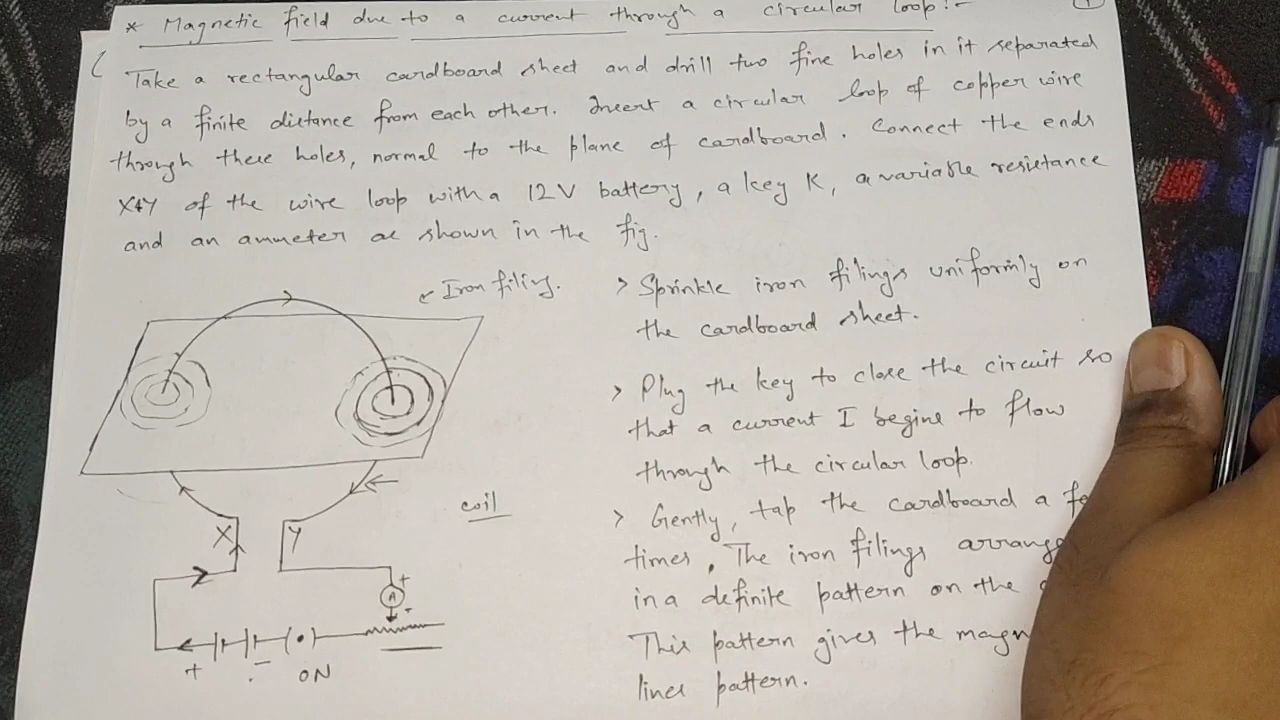 * Magnetic field due to a current through a circular loop:-
Take a rectangular cardboard sheet and drill two fine holes in it separated
by a finite distance from each other. Insert a circular loop of copper wire
through these holes, normal to the plane of cardboard. Connect the ends
X&Y of the wire loop with a 12V battery, a key K, a variable resistance
and an ammeter as shown in the fig.
Iron filing.
> Sprinkle iron filings uniformly on
the cardboard sheet.
> Plug the key to close the circuit so
that a current I begins to flow
through the circular loop.
> Gently, tap the cardboard a
times. The iron filings
in a definite pattern on the
This pattern gives the
lines pattern.
coil
X Y
+
A
-
+ - ON